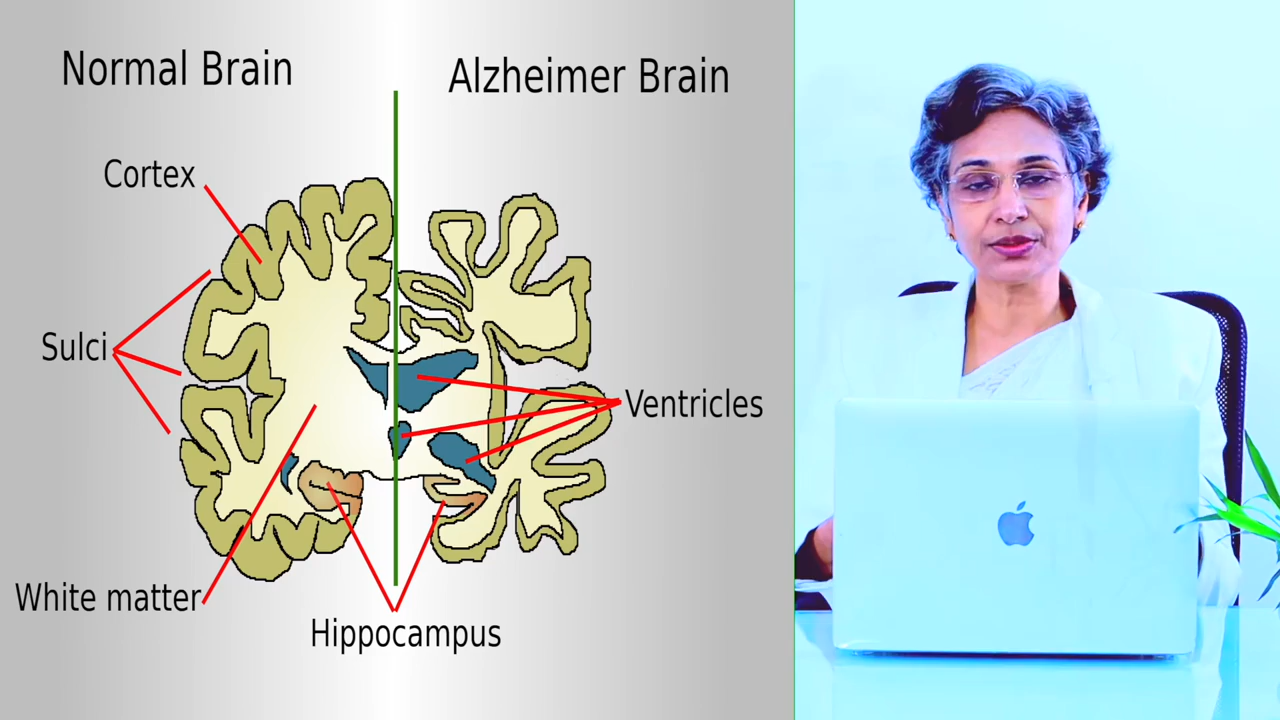 Normal Brain
Alzheimer Brain
Cortex
Sulci
Ventricles
White matter
Hippocampus